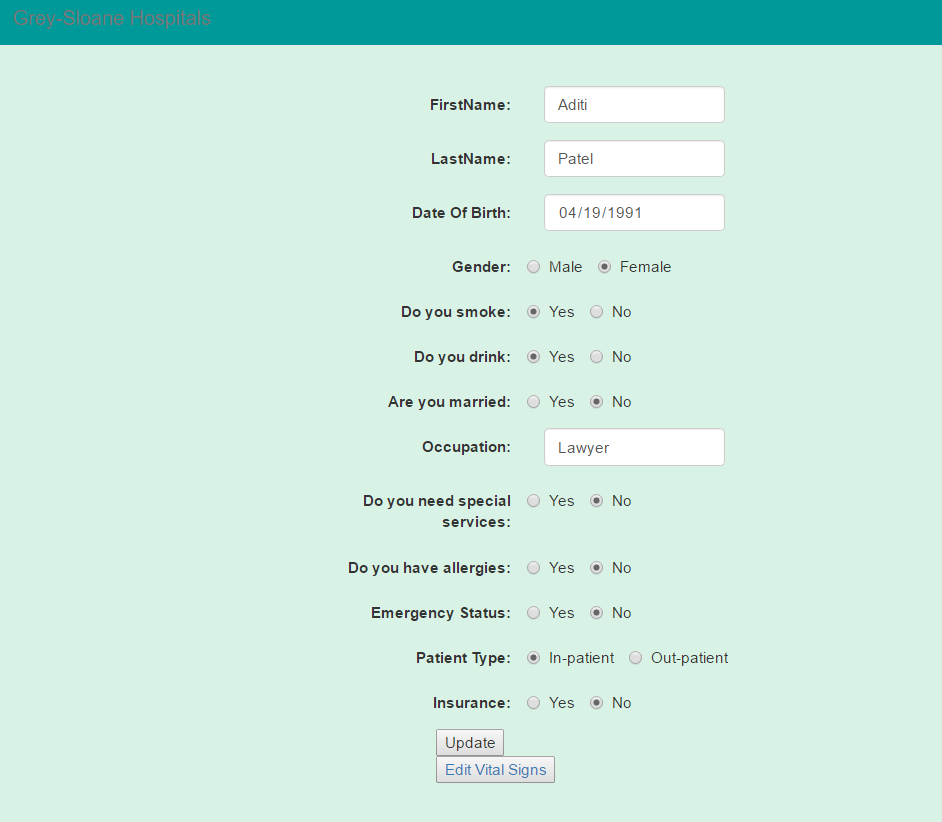 Grey-Sloane Hospitals
FirstName: Aditi
LastName: Patel
Date Of Birth: 04/19/1991
Gender: Male Female
Do you smoke: Yes No
Do you drink: Yes No
Are you married: Yes No
Occupation: Lawyer
Do you need special Yes No
services:
Do you have allergies: Yes No
Emergency Status: Yes No
Patient Type: In-patient Out-patient
Insurance: Yes No
Update
Edit Vital Signs